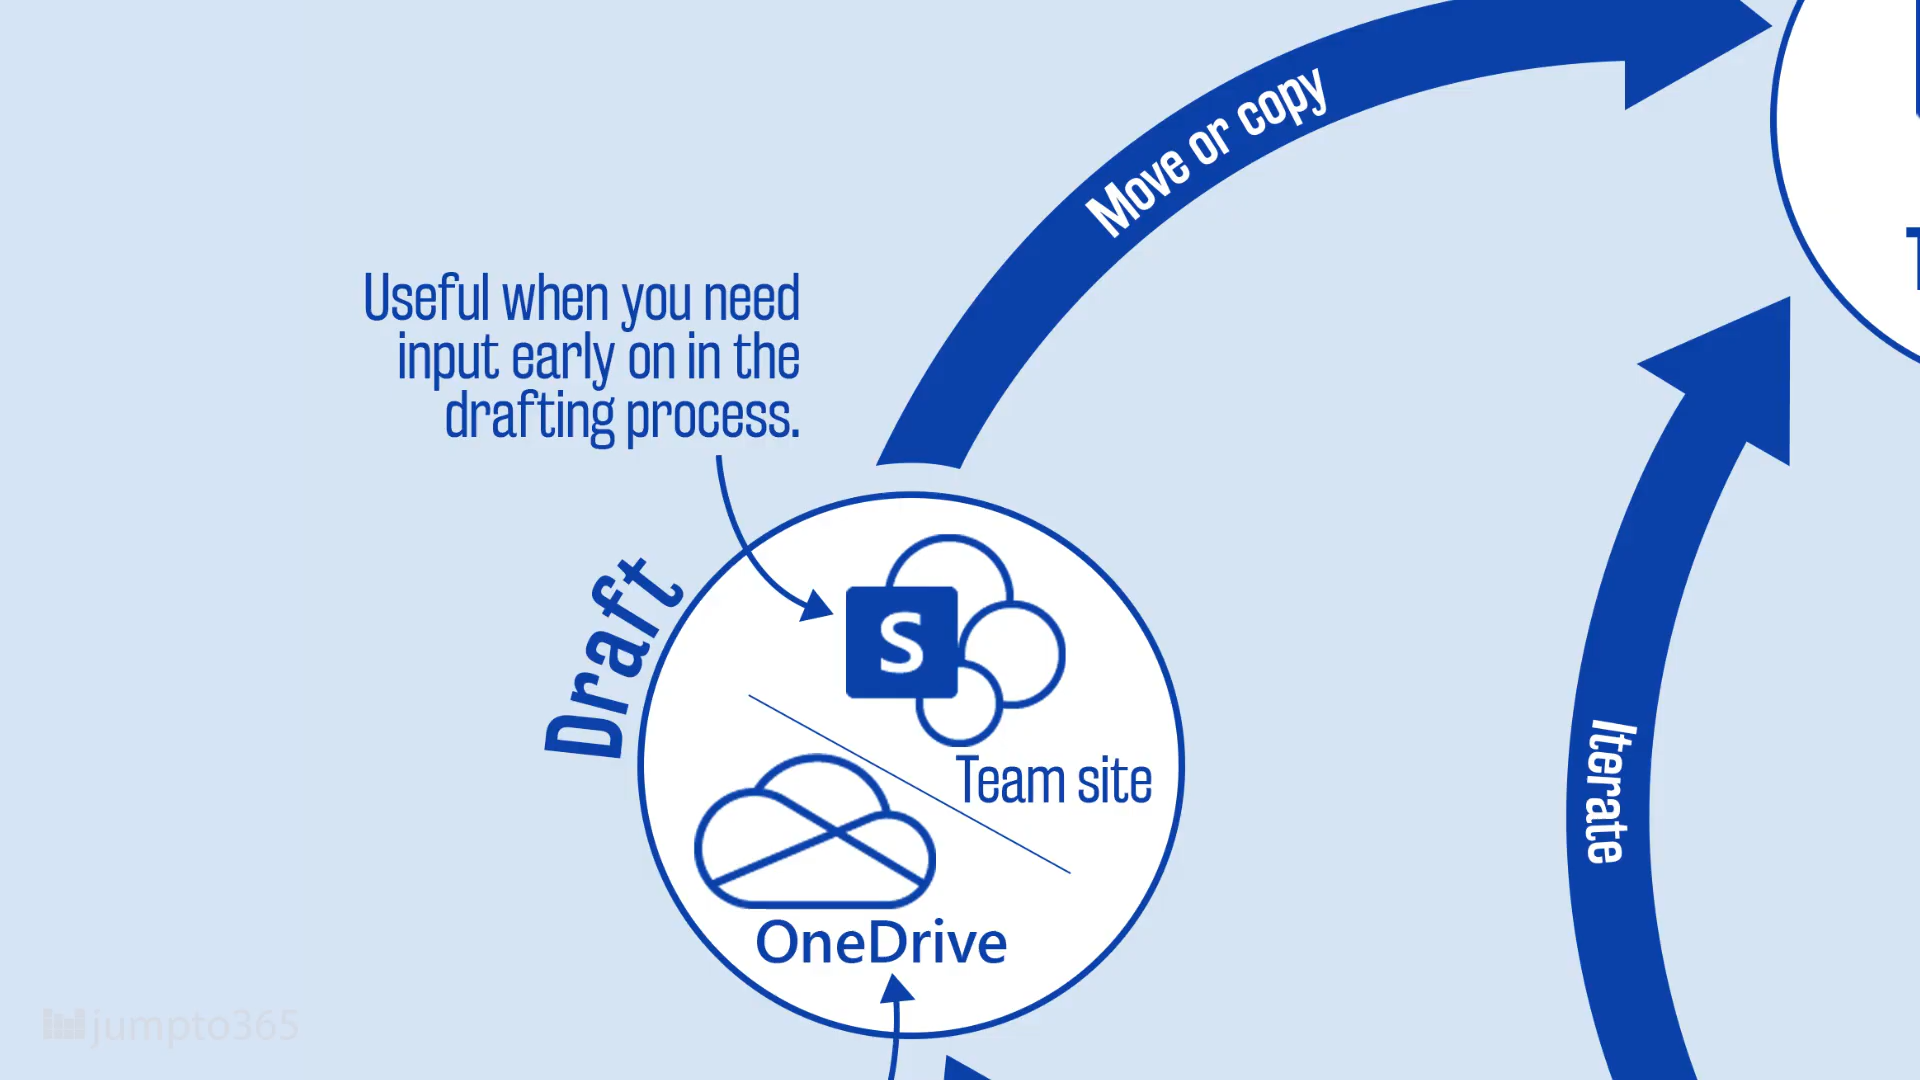 Move or copy
Useful when you need
input early on in the
drafting process.
Draft
S
Team site
OneDrive
Iterate
jumpto365